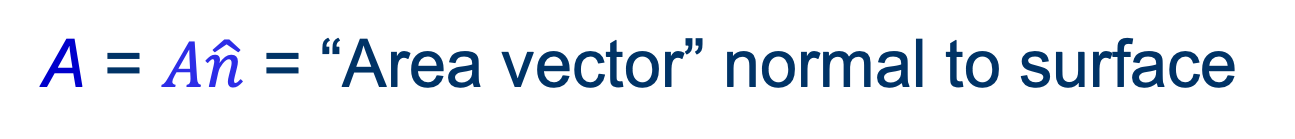 A = An̂ = “Area vector” normal to surface